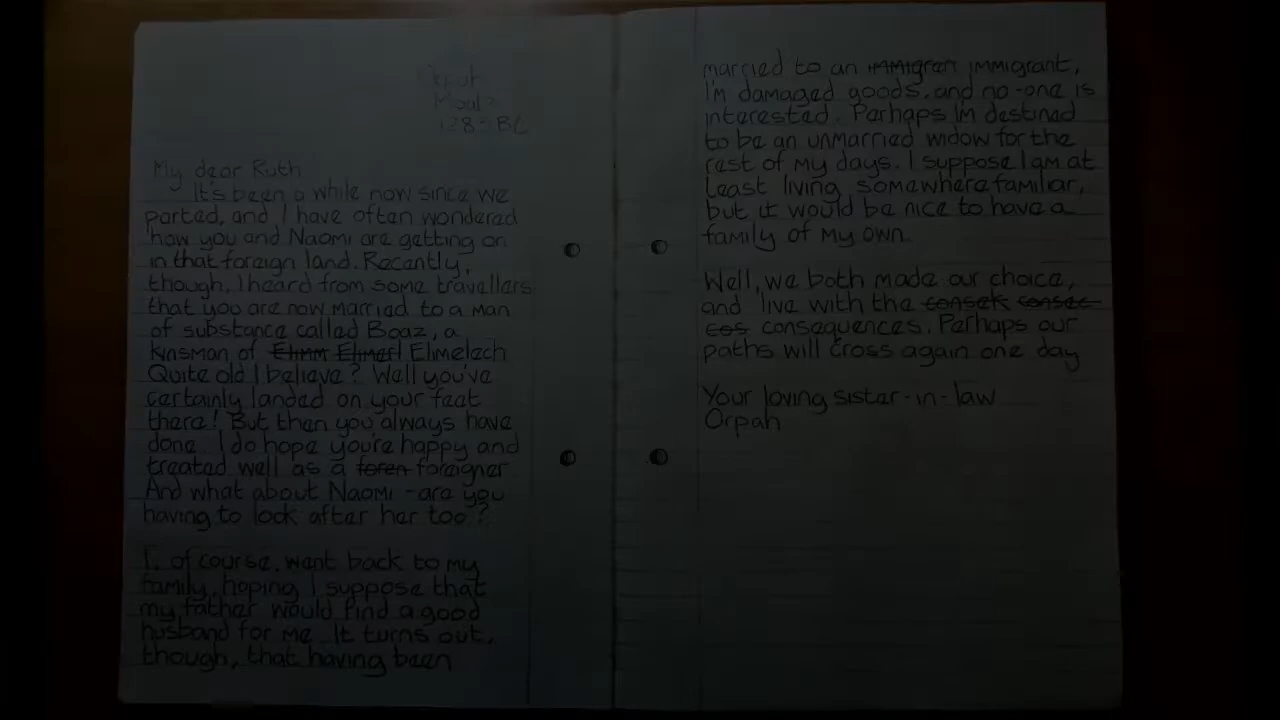 Orpah
Moab
1285 BC
My dear Ruth
It's been a while now since we
parted, and I have often wondered
how you and Naomi are getting on
in that foreign land. Recently,
though, I heard from some travellers
that you are now married to a man
of substance called Boaz, a
kinsman of Elimm Elimerl Elimelech
Quite old I believe? Well you've
certainly landed on your feet
there! But then you always have
done. I do hope you're happy and
treated well as a foren foreigner
And what about Naomi - are you
having to look after her too?
I, of course, went back to my
family, hoping I suppose that
my father would find a good
husband for me. It turns out,
though, that having been
married to an immigren immigrant,
I'm damaged goods, and no-one is
interested. Perhaps I'm destined
to be an unmarried widow for the
rest of my days. I suppose I am at
least living somewhere familiar,
but it would be nice to have a
family of my own.
Well, we both made our choice,
and live with the consek consec
cos consequences. Perhaps our
paths will cross again one day
Your loving sister-in-law
Orpah